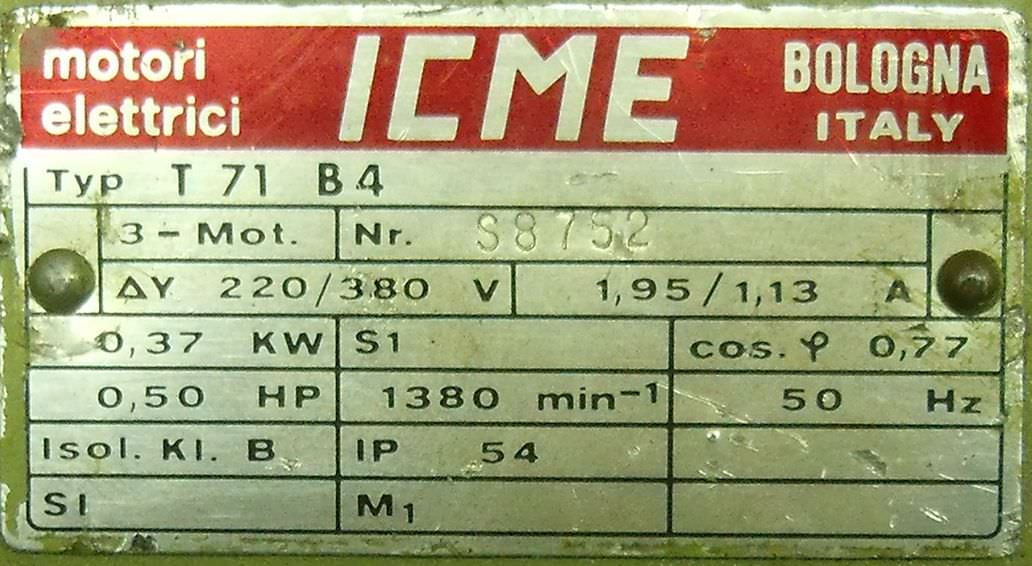 motori elettrici ICME BOLOGNA ITALY
Typ T 71 B4
3-Mot. Nr. S8752
ΔY 220/380 V 1,95/1,13 A
0,37 KW S1 cos. φ 0,77
0,50 HP 1380 min-1 50 Hz
Isol. Kl. B IP 54
SI M1